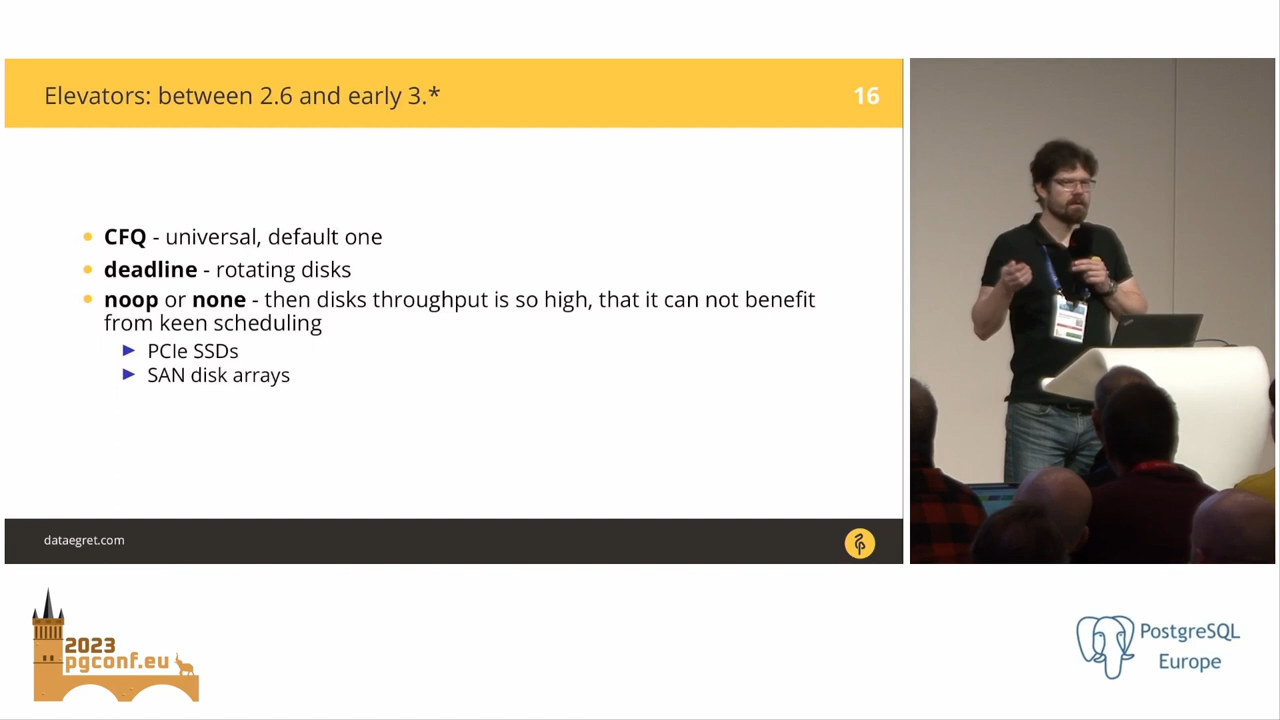 Elevators: between 2.6 and early 3.*
16
CFQ - universal, default one
deadline - rotating disks
noop or none - then disks throughput is so high, that it can not benefit
from keen scheduling
PCIe SSDs
SAN disk arrays
dataegret.com
2023
pgconf.eu
PostgreSQL
Europe